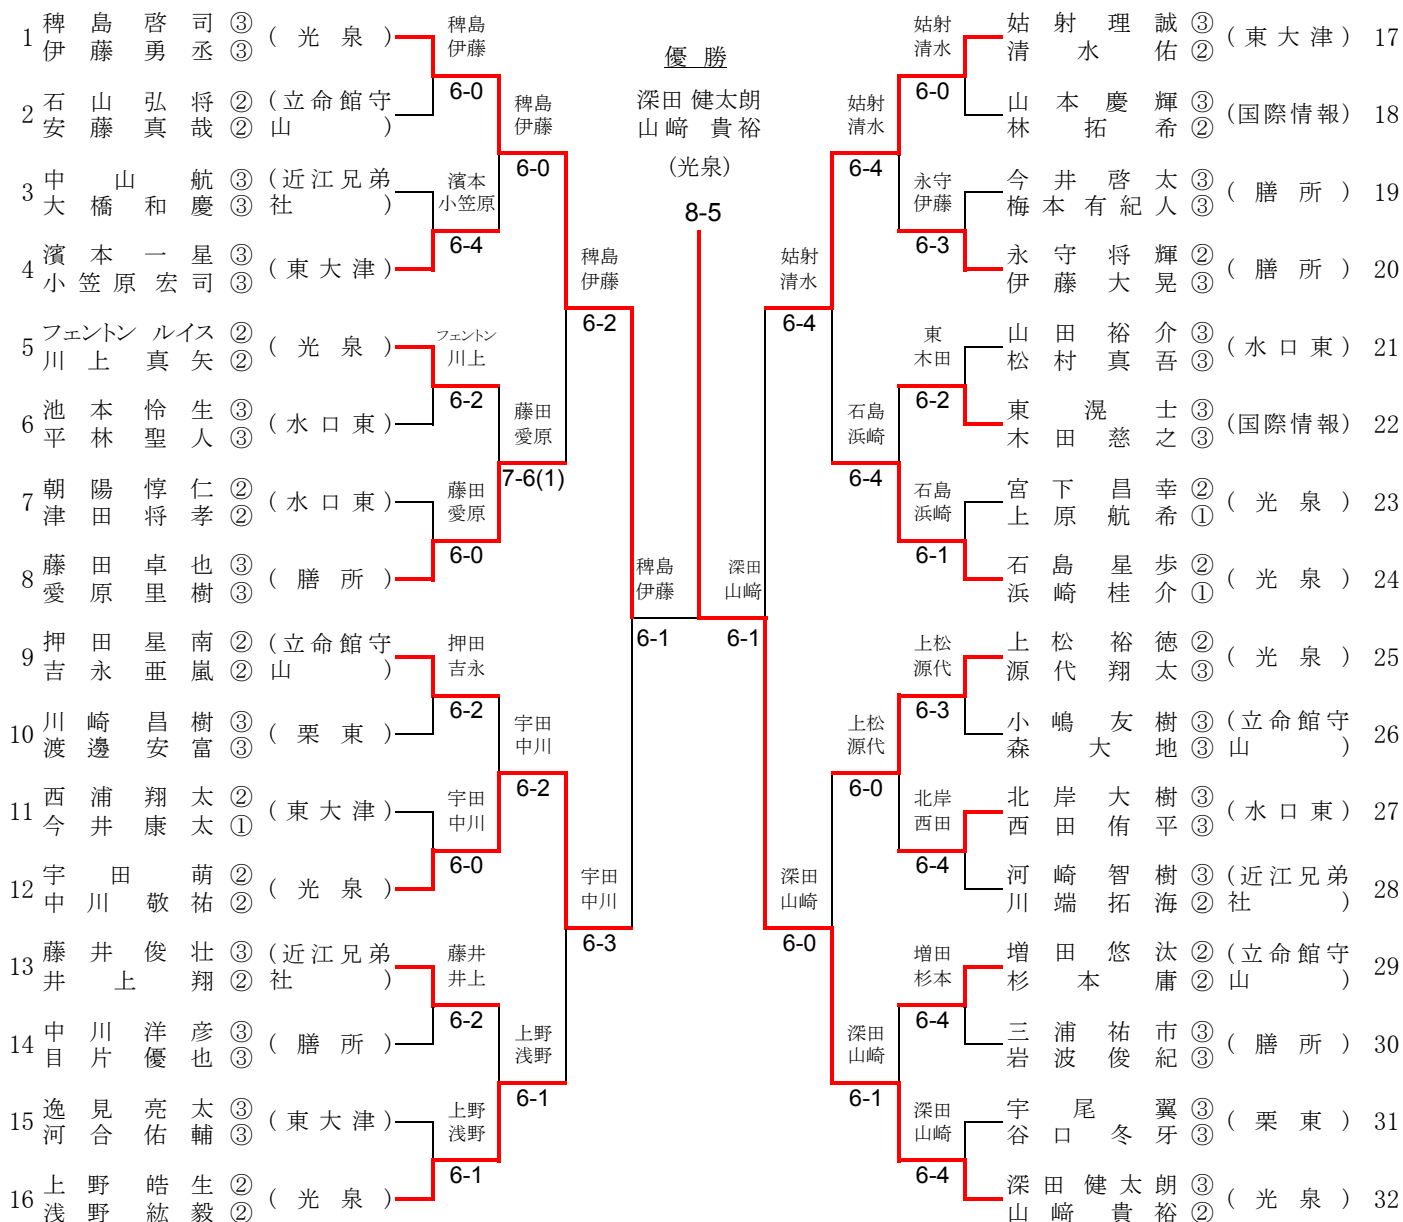 優 勝
深田 健太朗
山﨑 貴裕
(光泉)
8-5
1 稗島啓司 ③ (光泉)
伊藤勇丞 ③
2 石山弘将 ② (立命館守山)
安藤真哉 ②
3 中山航 ③ (近江兄弟社)
大橋和慶 ③
4 濱本一星 ③ (東大津)
小笠原宏司 ③
5 フェントン ルイス ② (光泉)
川上真矢 ②
6 池本怜生 ③ (水口東)
平林聖人 ③
7 朝陽惇仁 ② (水口東)
津田将孝 ②
8 藤田卓也 ③ (膳所)
愛原里樹 ③
9 押田星南 ② (立命館守山)
吉永亜嵐 ②
10 川崎昌樹 ③ (栗東)
渡邊安富 ③
11 西浦翔太 ② (東大津)
今井康太 ①
12 宇田萌 ② (光泉)
中川敬祐 ②
13 藤井俊壮 ③ (近江兄弟社)
井上翔 ②
14 中川洋彦 ③ (膳所)
目片優也 ③
15 逸見亮太 ③ (東大津)
河合佑輔 ③
16 上野皓生 ② (光泉)
浅野紘毅 ②
稗島
伊藤
6-0
濱本
小笠原
6-4
フェントン
川上
6-2
藤田
愛原
6-0
押田
吉永
6-2
宇田
中川
6-0
藤井
井上
6-2
上野
浅野
6-1
稗島
伊藤
6-0
藤田
愛原
7-6(1)
宇田
中川
6-2
上野
浅野
6-1
稗島
伊藤
6-2
宇田
中川
6-3
稗島
伊藤
6-1
深田
山﨑
6-1
姑射
清水
6-4
深田
山﨑
6-0
姑射
清水
6-4
石島
浜崎
6-4
上松
源代
6-0
深田
山﨑
6-1
姑射
清水
6-0
永守
伊藤
6-3
東
木田
6-2
石島
浜崎
6-1
上松
源代
6-3
北岸
西田
6-4
増田
杉本
6-4
深田
山﨑
6-4
姑射理誠 ③ (東大津) 17
清水佑 ②
山本慶輝 ③ (国際情報) 18
林拓希 ②
今井啓太 ③ (膳所) 19
梅本有紀人 ③
永守将輝 ② (膳所) 20
伊藤大晃 ③
山田裕介 ③ (水口東) 21
松村真吾 ③
東滉士 ③ (国際情報) 22
木田慈之 ③
宮下昌幸 ② (光泉) 23
上原航希 ①
石島星歩 ② (光泉) 24
浜崎桂介 ①
上松裕徳 ② (光泉) 25
源代翔太 ③
小嶋友樹 ③ (立命館守山) 26
森大地 ③
北岸大樹 ③ (水口東) 27
西田侑平 ③
河崎智樹 ③ (近江兄弟社) 28
川端拓海 ②
増田悠汰 ② (立命館守山) 29
杉本庸 ②
三浦祐市 ③ (膳所) 30
岩波俊紀 ③
宇尾翼 ③ (栗東) 31
谷口冬牙 ③
深田健太朗 ③ (光泉) 32
山﨑貴裕 ②